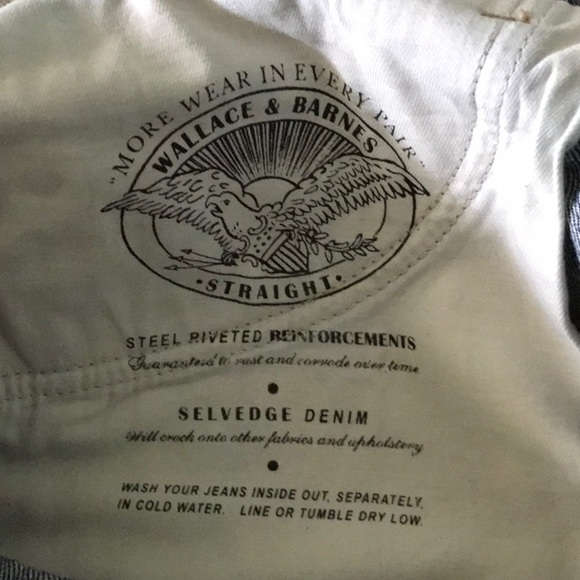 "MORE WEAR IN EVERY PAIR"
WALLACE & BARNES
•STRAIGHT•
STEEL RIVETED REINFORCEMENTS
Guaranteed to rust and corrode over time
•
SELVEDGE DENIM
Will crock onto other fabrics and upholstery
•
WASH YOUR JEANS INSIDE OUT, SEPARATELY,
IN COLD WATER. LINE OR TUMBLE DRY LOW.